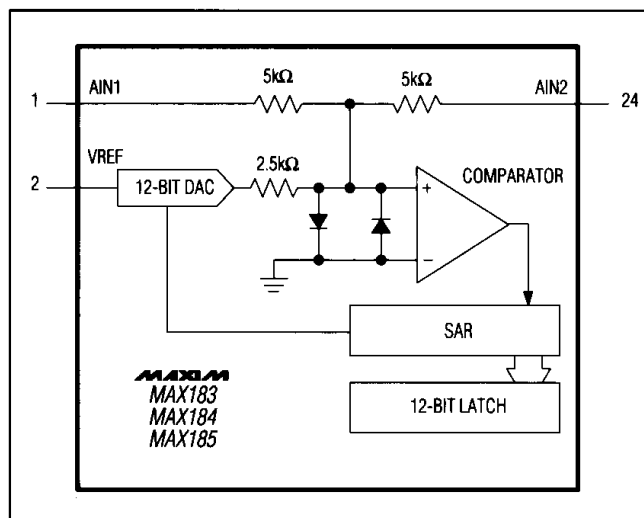 5kΩ 5kΩ
1 AIN1 AIN2 24
VREF 2.5kΩ
2 12-BIT DAC + COMPARATOR
−
SAR
MAXIM
MAX183
MAX184
MAX185
12-BIT LATCH